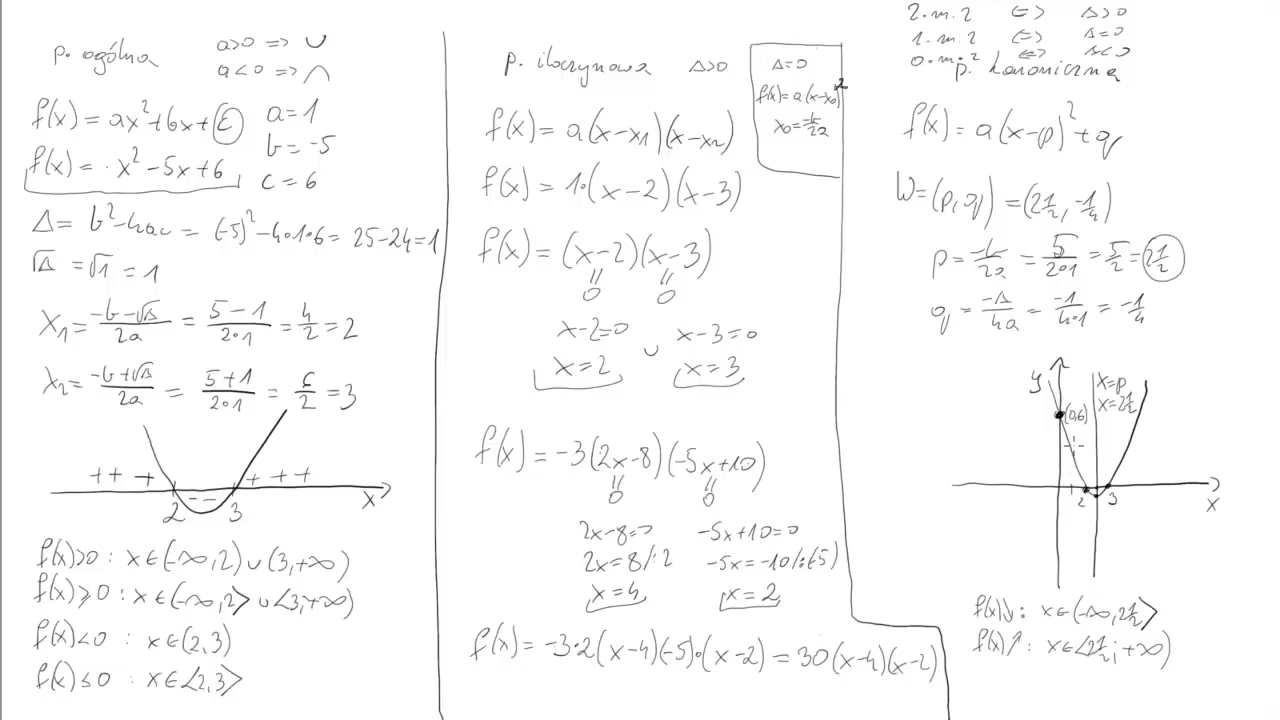 p. ogólna
a>0 => ∪
a<0 => ∩
f(x) = ax²+bx+c
a=1
f(x) = x²-5x+6
b=-5
c=6
Δ = b²-4ac = (-5)²-4·1·6 = 25-24=1
√Δ = √1 = 1
x₁ = (-b-√Δ)/2a = (5-1)/(2·1) = 4/2 = 2
x₂ = (-b+√Δ)/2a = (5+1)/(2·1) = 6/2 = 3
++ + -- + ++
2 3 x
f(x)>0 : x∈(-∞,2)∪(3,+∞)
f(x)≥0 : x∈(-∞,2>∪<3,+∞)
f(x)<0 : x∈(2,3)
f(x)≤0 : x∈<2,3>
p. iloczynowa Δ>0
Δ=0
f(x)=a(x-x₀)²
x₀=-b/2a
f(x) = a(x-x₁)(x-x₂)
f(x) = 1·(x-2)(x-3)
f(x) = (x-2)(x-3)
0 0
x-2=0 ∪ x-3=0
x=2 x=3
f(x) = -3(2x-8)(-5x+10)
0 0
2x-8=0 -5x+10=0
2x=8/:2 -5x=-10/:(-5)
x=4 x=2
f(x) = -3·2(x-4)(-5)·(x-2) = 30(x-4)(x-2)
2.m.z <=> Δ>0
1.m.z <=> Δ=0
0.m.z <=> Δ<0
p. kanoniczna
f(x) = a(x-p)²+q
W=(p,q) = (2½,-¼)
p = -b/2a = 5/(2·1) = 5/2 = 2½
q = -Δ/4a = -1/(4·1) = -¼
y x=p
x=2½
(0,6)
2 3 x
f(x)↓ : x∈(-∞,2½>
f(x)↗ : x∈<2½;+∞)